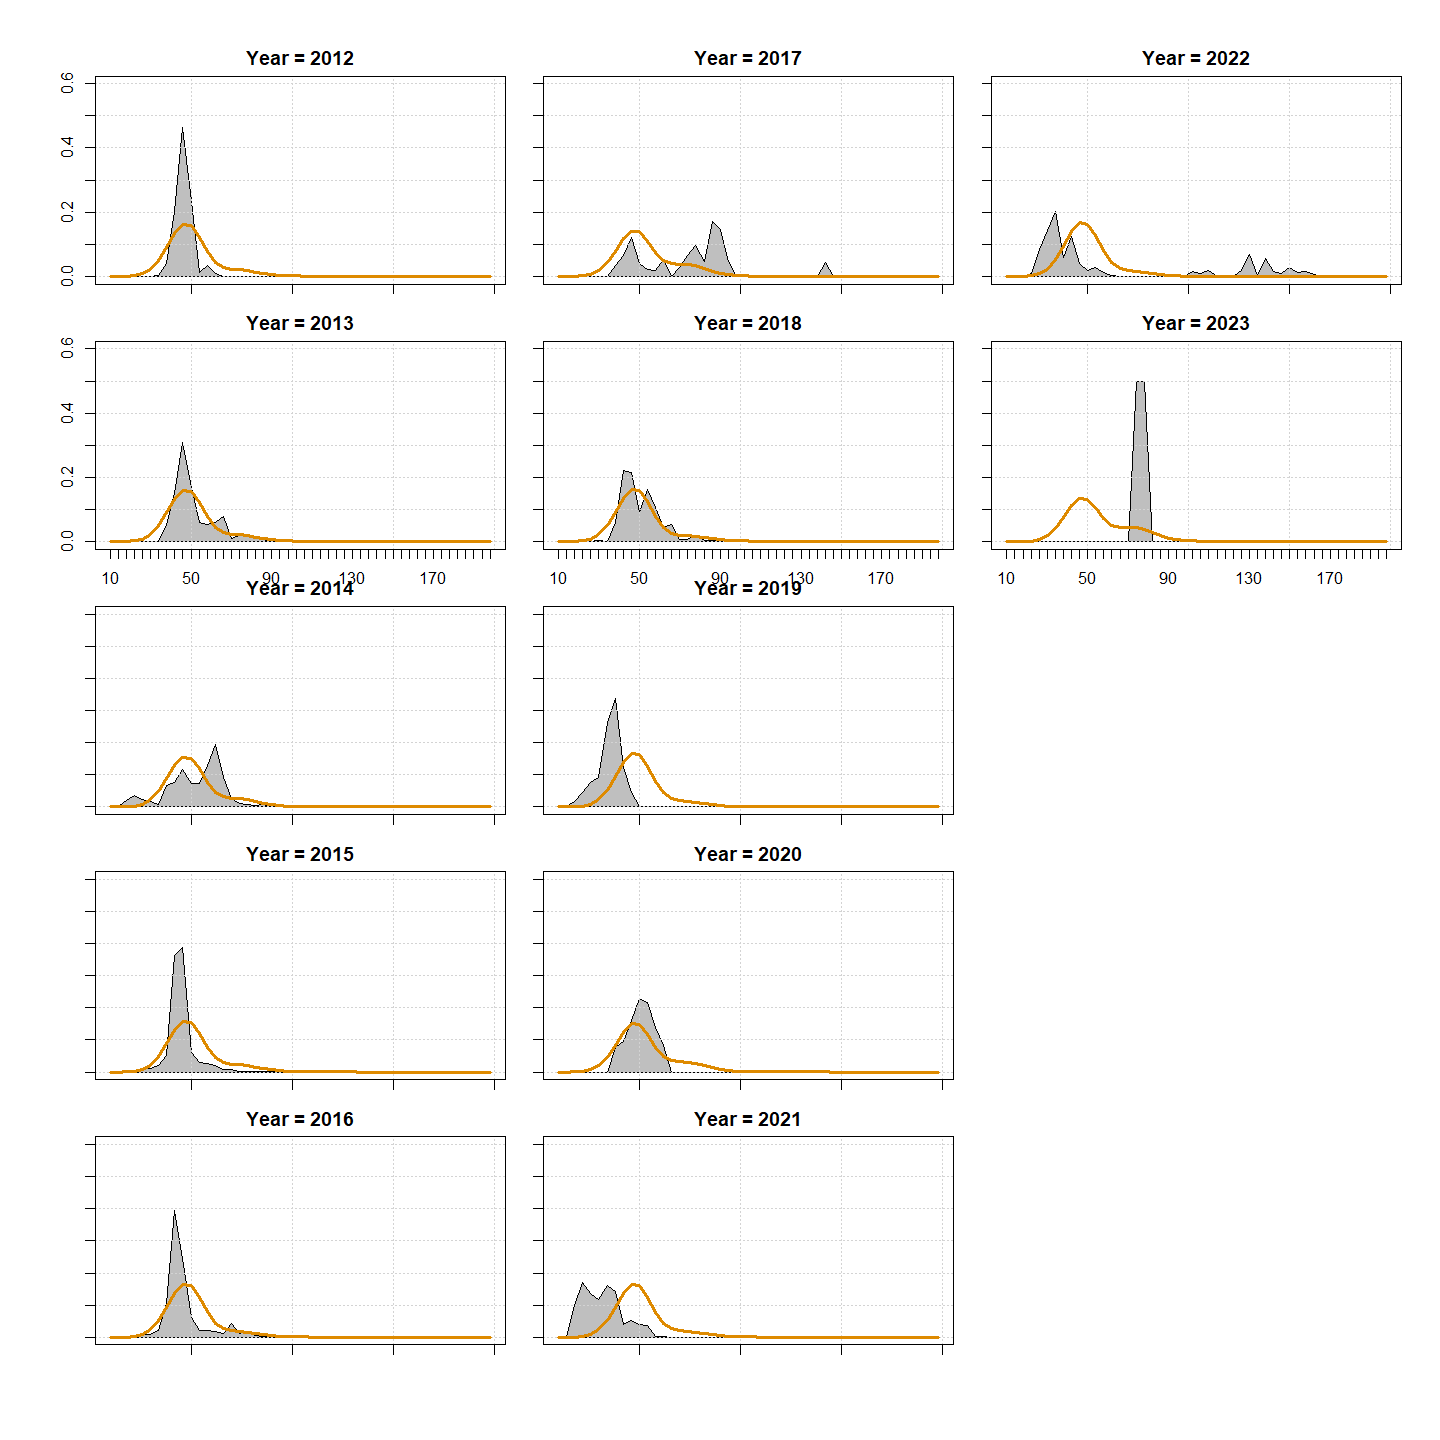 Year = 2012
Year = 2017
Year = 2022
0.0
0.2
0.4
0.6
Year = 2013
Year = 2018
Year = 2023
0.0
0.2
0.4
0.6
10 50 90 130 170
10 50 90 130 170
10 50 90 130 170
Year = 2014
Year = 2019
Year = 2015
Year = 2020
Year = 2016
Year = 2021